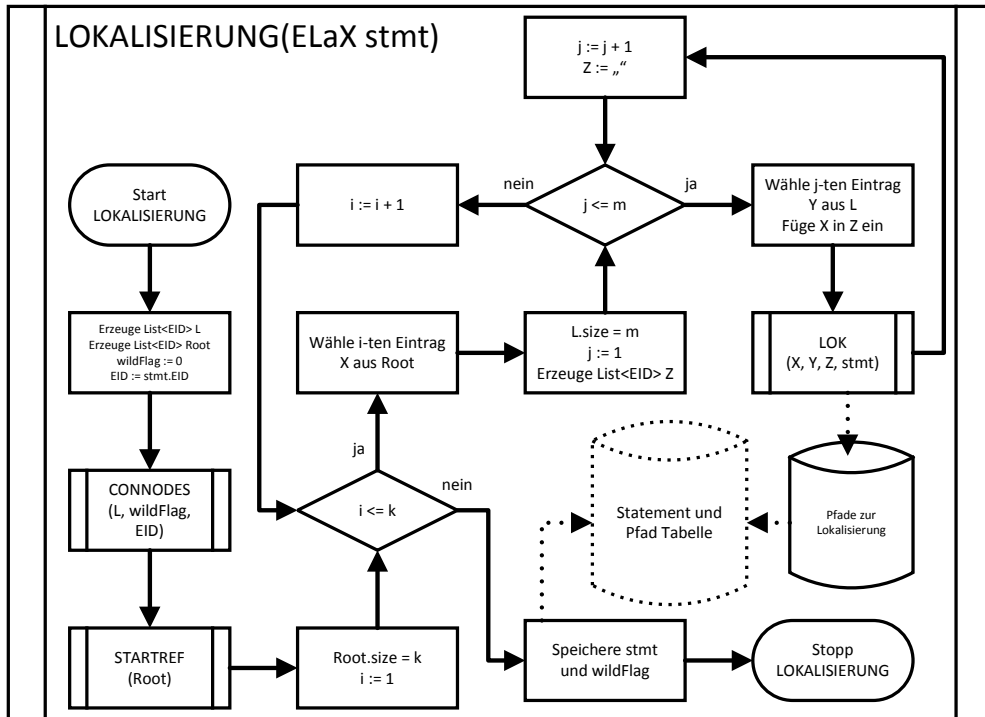 LOKALISIERUNG(ELaX stmt)
j := j + 1
Z := „“
Start
LOKALISIERUNG
i := i + 1
nein
j <= m
ja
Wähle j-ten Eintrag
Y aus L
Füge X in Z ein
Erzeuge List<EID> L
Erzeuge List<EID> Root
wildFlag := 0
EID := stmt.EID
Wähle i-ten Eintrag
X aus Root
L.size = m
j := 1
Erzeuge List<EID> Z
LOK
(X, Y, Z, stmt)
ja
nein
CONNODES
(L, wildFlag,
EID)
i <= k
Statement und
Pfad Tabelle
Pfade zur
Lokalisierung
STARTREF
(Root)
Root.size = k
i := 1
Speichere stmt
und wildFlag
Stopp
LOKALISIERUNG